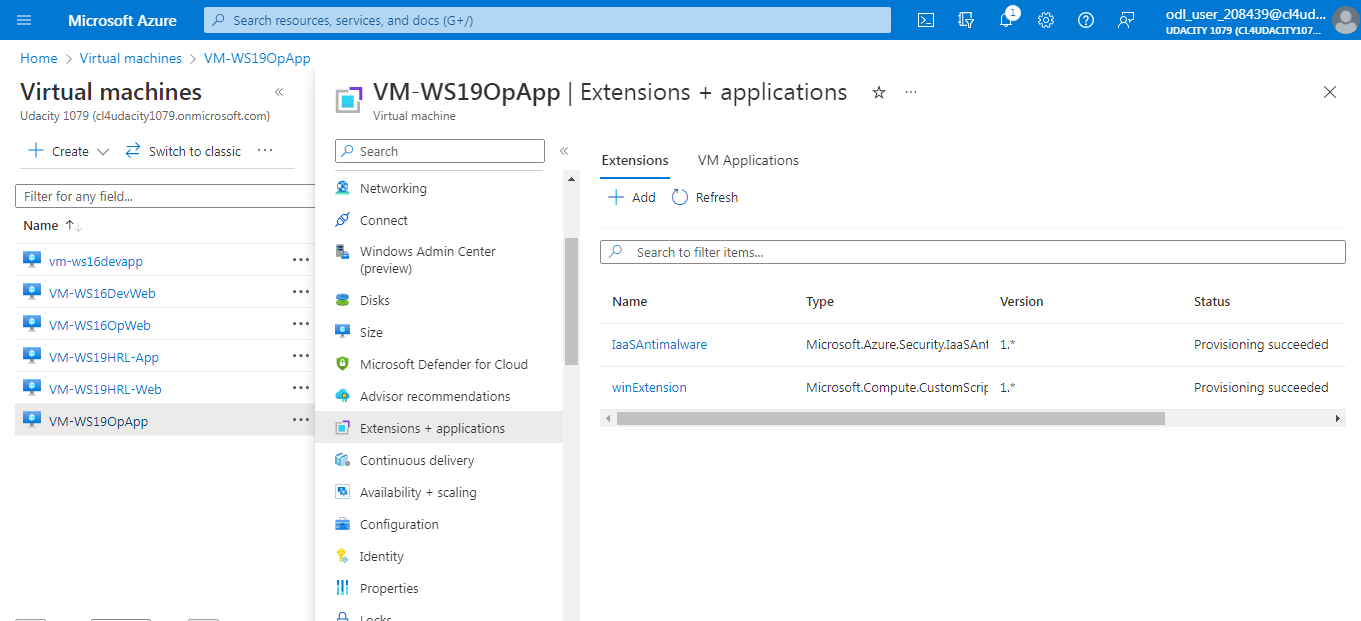 Microsoft Azure
Search resources, services, and docs (G+/)
1
odl_user_208439@cl4ud...
UDACITY 1079 (CL4UDACITY107...
Home > Virtual machines > VM-WS19OpApp
Virtual machines
Udacity 1079 (cl4udacity1079.onmicrosoft.com)
Create
Switch to classic
Filter for any field...
Name
vm-ws16devapp
VM-WS16DevWeb
VM-WS16OpWeb
VM-WS19HRL-App
VM-WS19HRL-Web
VM-WS19OpApp
VM-WS19OpApp | Extensions + applications
Virtual machine
Search
Networking
Connect
Windows Admin Center
(preview)
Disks
Size
Microsoft Defender for Cloud
Advisor recommendations
Extensions + applications
Continuous delivery
Availability + scaling
Configuration
Identity
Properties
Locks
Extensions VM Applications
Add Refresh
Search to filter items...
Name Type Version Status
IaaSAntimalware Microsoft.Azure.Security.IaaSAnt 1.* Provisioning succeeded
winExtension Microsoft.Compute.CustomScrip 1.* Provisioning succeeded